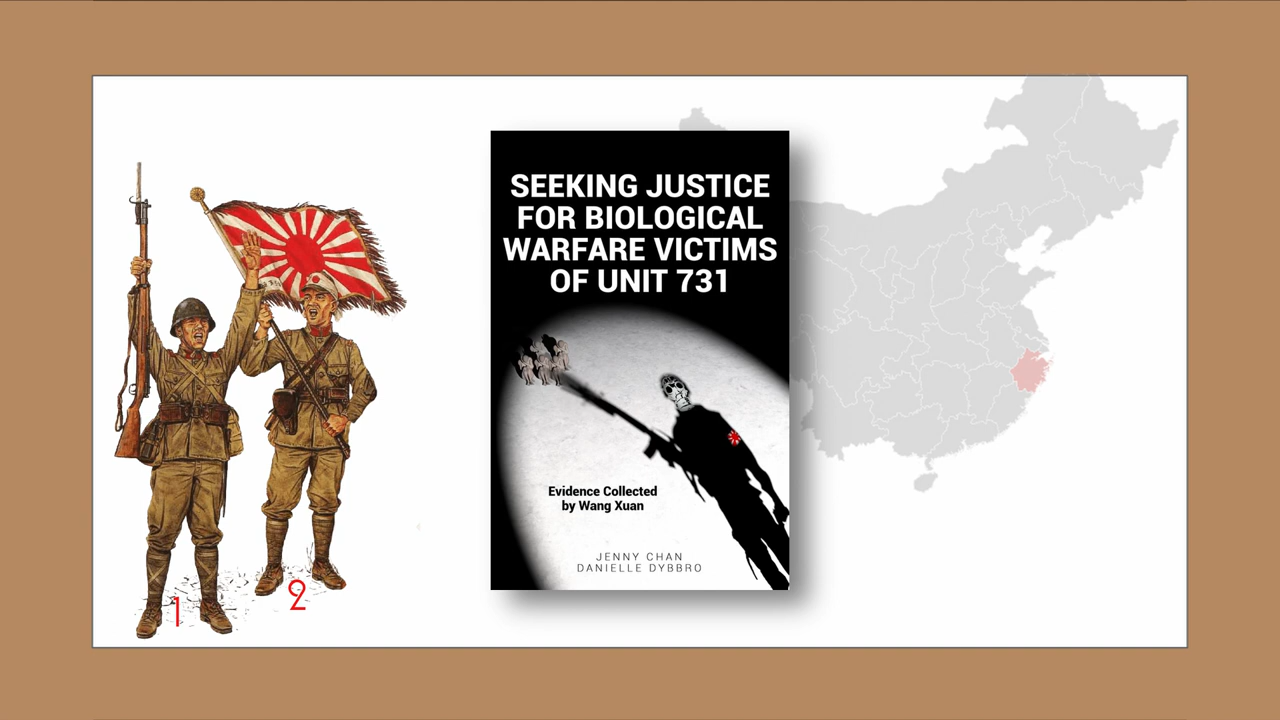 SEEKING JUSTICE
FOR BIOLOGICAL
WARFARE VICTIMS
OF UNIT 731
Evidence Collected
by Wang Xuan
JENNY CHAN
DANIELLE DYBBRO
1
2